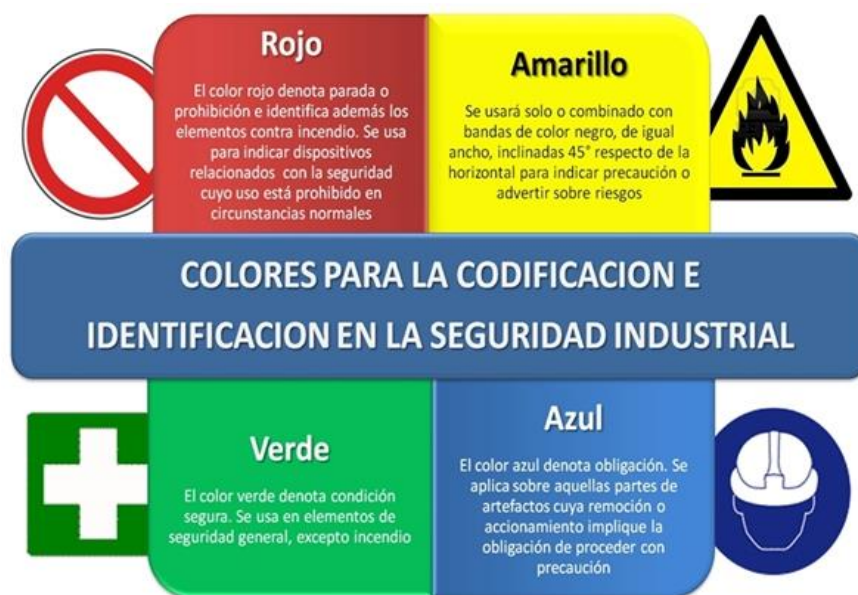 Rojo
El color rojo denota parada o
prohibición e identifica además los
elementos contra incendio. Se usa
para indicar dispositivos
relacionados con la seguridad
cuyo uso está prohibido en
circunstancias normales
Amarillo
Se usará solo o combinado con
bandas de color negro, de igual
ancho, inclinadas 45° respecto de la
horizontal para indicar precaución o
advertir sobre riesgos
COLORES PARA LA CODIFICACION E
IDENTIFICACION EN LA SEGURIDAD INDUSTRIAL
Verde
El color verde denota condición
segura. Se usa en elementos de
seguridad general, excepto incendio
Azul
El color azul denota obligación. Se
aplica sobre aquellas partes de
artefactos cuya remoción o
accionamiento implique la
obligación de proceder con
precaución